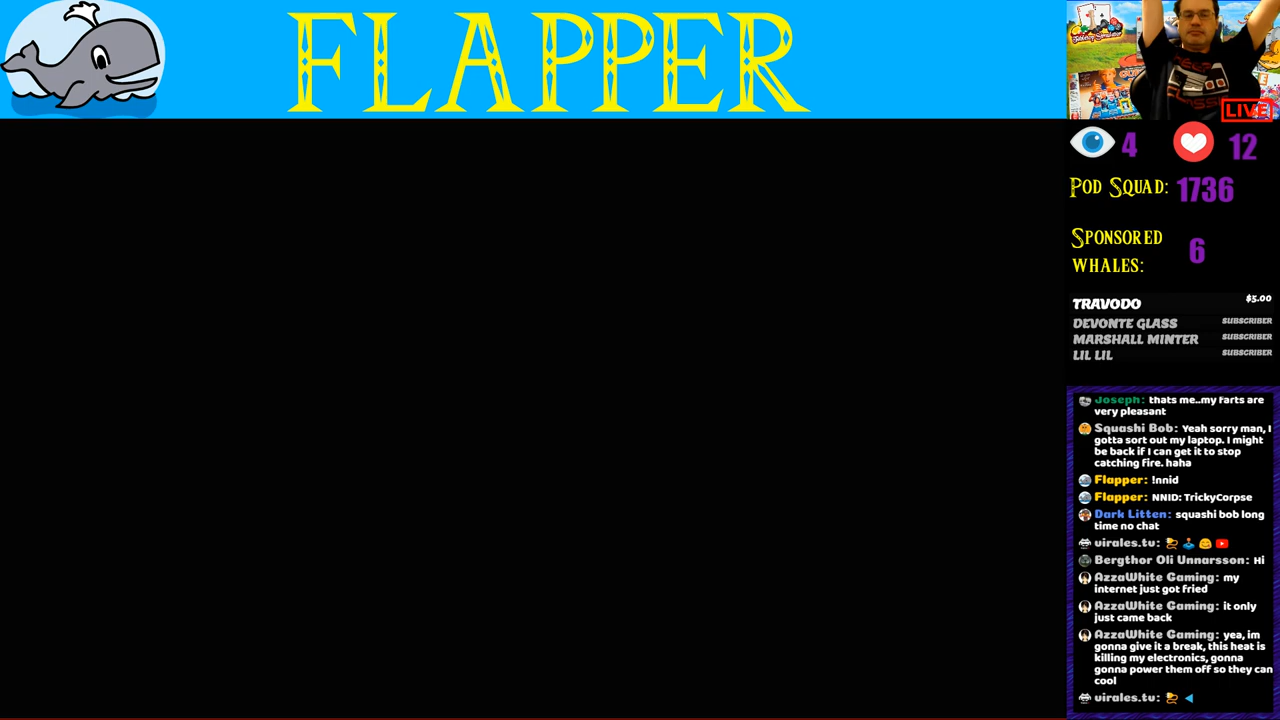 FLAPPER
LIVE
4
12
Pod Squad: 1736
Sponsored
whales:
6
TRAVODO $5.00
DEVONTE GLASS SUBSCRIBER
MARSHALL MINTER SUBSCRIBER
LIL LIL SUBSCRIBER
Joseph: thats me..my farts are
very pleasant
Squashi Bob: Yeah sorry man, I
gotta sort out my laptop. I might
be back if I can get it to stop
catching fire. haha
Flapper: !nnid
Flapper: NNID: TrickyCorpse
Dark Litten: squashi bob long
time no chat
virales.tv:
Bergthor Oli Unnarsson: Hi
AzzaWhite Gaming: my
internet just got fried
AzzaWhite Gaming: it only
just came back
AzzaWhite Gaming: yea, im
gonna give it a break, this heat is
killing my electronics, gonna
gonna power them off so they can
cool
virales.tv: